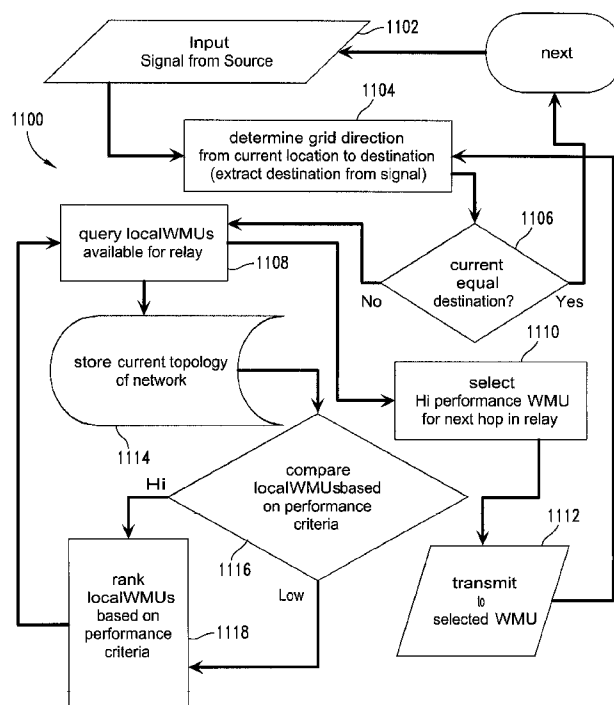 1102
Input
Signal from Source
next
1100
1104
determine grid direction
from current location to destination
(extract destination from signal)
query localWMUs
available for relay
1108
1106
current
equal
destination?
No
Yes
store current topology
of network
1114
1110
select
Hi performance WMU
for next hop in relay
Hi
compare
localWMUsbased
on performance
criteria
1116
Low
1112
transmit
to
selected WMU
rank
localWMUs
based on
performance
criteria
1118